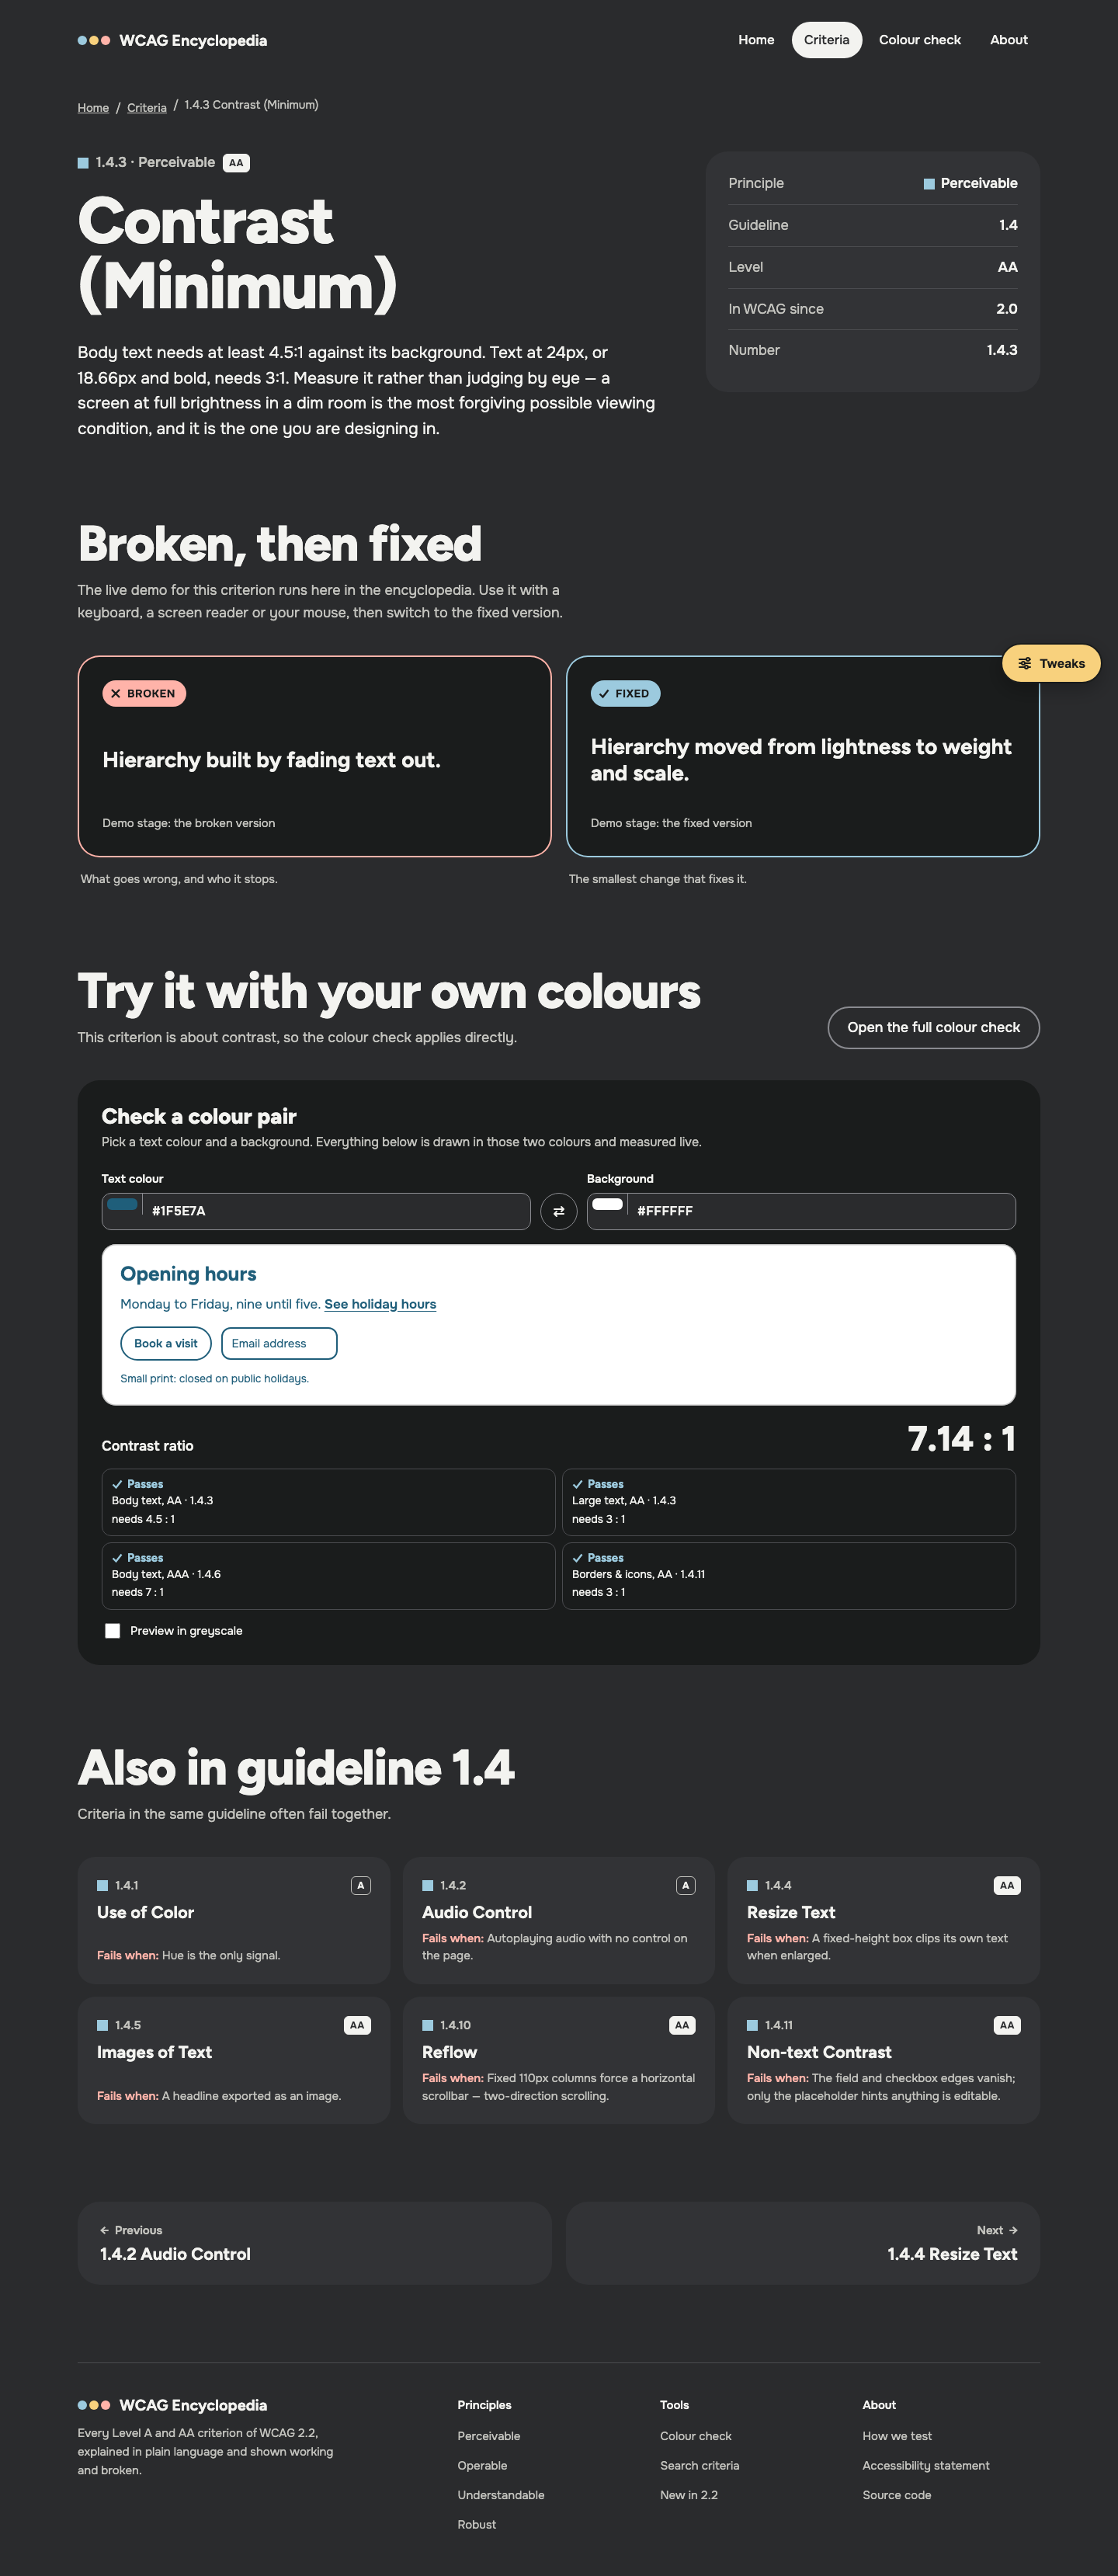 WCAG Encyclopedia
Home Criteria Colour check About
Home / Criteria / 1.4.3 Contrast (Minimum)
1.4.3 · Perceivable AA
Contrast
(Minimum)
Body text needs at least 4.5:1 against its background. Text at 24px, or
18.66px and bold, needs 3:1. Measure it rather than judging by eye — a
screen at full brightness in a dim room is the most forgiving possible viewing
condition, and it is the one you are designing in.
Principle Perceivable
Guideline 1.4
Level AA
In WCAG since 2.0
Number 1.4.3
Broken, then fixed
The live demo for this criterion runs here in the encyclopedia. Use it with a
keyboard, a screen reader or your mouse, then switch to the fixed version.
Tweaks
BROKEN
Hierarchy built by fading text out.
Demo stage: the broken version
What goes wrong, and who it stops.
FIXED
Hierarchy moved from lightness to weight
and scale.
Demo stage: the fixed version
The smallest change that fixes it.
Try it with your own colours
This criterion is about contrast, so the colour check applies directly.
Open the full colour check
Check a colour pair
Pick a text colour and a background. Everything below is drawn in those two colours and measured live.
Text colour
#1F5E7A
Background
#FFFFFF
Opening hours
Monday to Friday, nine until five. See holiday hours
Book a visit Email address
Small print: closed on public holidays.
Contrast ratio 7.14 : 1
Passes
Body text, AA · 1.4.3
needs 4.5 : 1
Passes
Large text, AA · 1.4.3
needs 3 : 1
Passes
Body text, AAA · 1.4.6
needs 7 : 1
Passes
Borders & icons, AA · 1.4.11
needs 3 : 1
Preview in greyscale
Also in guideline 1.4
Criteria in the same guideline often fail together.
1.4.1 A
Use of Color
Fails when: Hue is the only signal.
1.4.2 A
Audio Control
Fails when: Autoplaying audio with no control on
the page.
1.4.4 AA
Resize Text
Fails when: A fixed-height box clips its own text
when enlarged.
1.4.5 AA
Images of Text
Fails when: A headline exported as an image.
1.4.10 AA
Reflow
Fails when: Fixed 110px columns force a horizontal
scrollbar — two-direction scrolling.
1.4.11 AA
Non-text Contrast
Fails when: The field and checkbox edges vanish;
only the placeholder hints anything is editable.
← Previous
1.4.2 Audio Control
Next →
1.4.4 Resize Text
WCAG Encyclopedia
Every Level A and AA criterion of WCAG 2.2,
explained in plain language and shown working
and broken.
Principles
Perceivable
Operable
Understandable
Robust
Tools
Colour check
Search criteria
New in 2.2
About
How we test
Accessibility statement
Source code